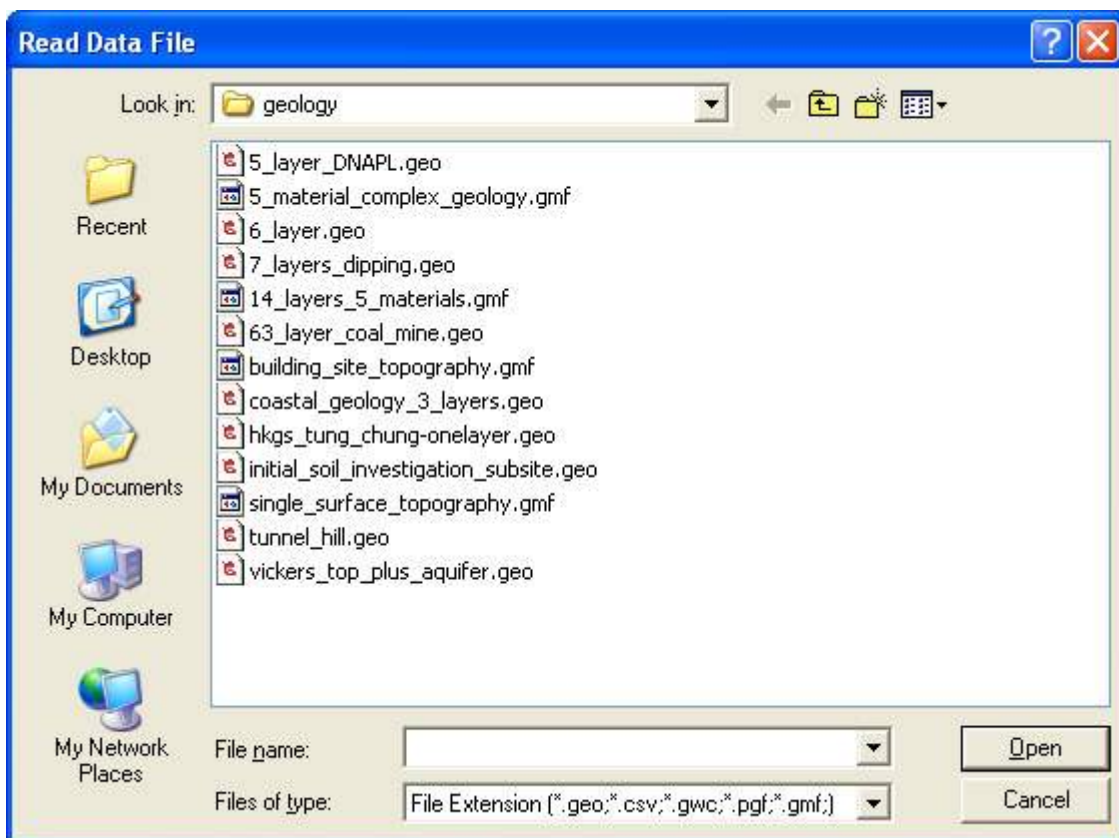 Read Data File
Look in: geology
5_layer_DNAPL.geo
5_material_complex_geology.gmf
6_layer.geo
7_layers_dipping.geo
14_layers_5_materials.gmf
63_layer_coal_mine.geo
building_site_topography.gmf
coastal_geology_3_layers.geo
hkgs_tung_chung-onelayer.geo
initial_soil_investigation_subsite.geo
single_surface_topography.gmf
tunnel_hill.geo
vickers_top_plus_aquifer.geo
Recent
Desktop
My Documents
My Computer
My Network
Places
File name:
Open
Files of type: File Extension (*.geo;*.csv;*.gwc;*.pgf;*.gmf;)
Cancel